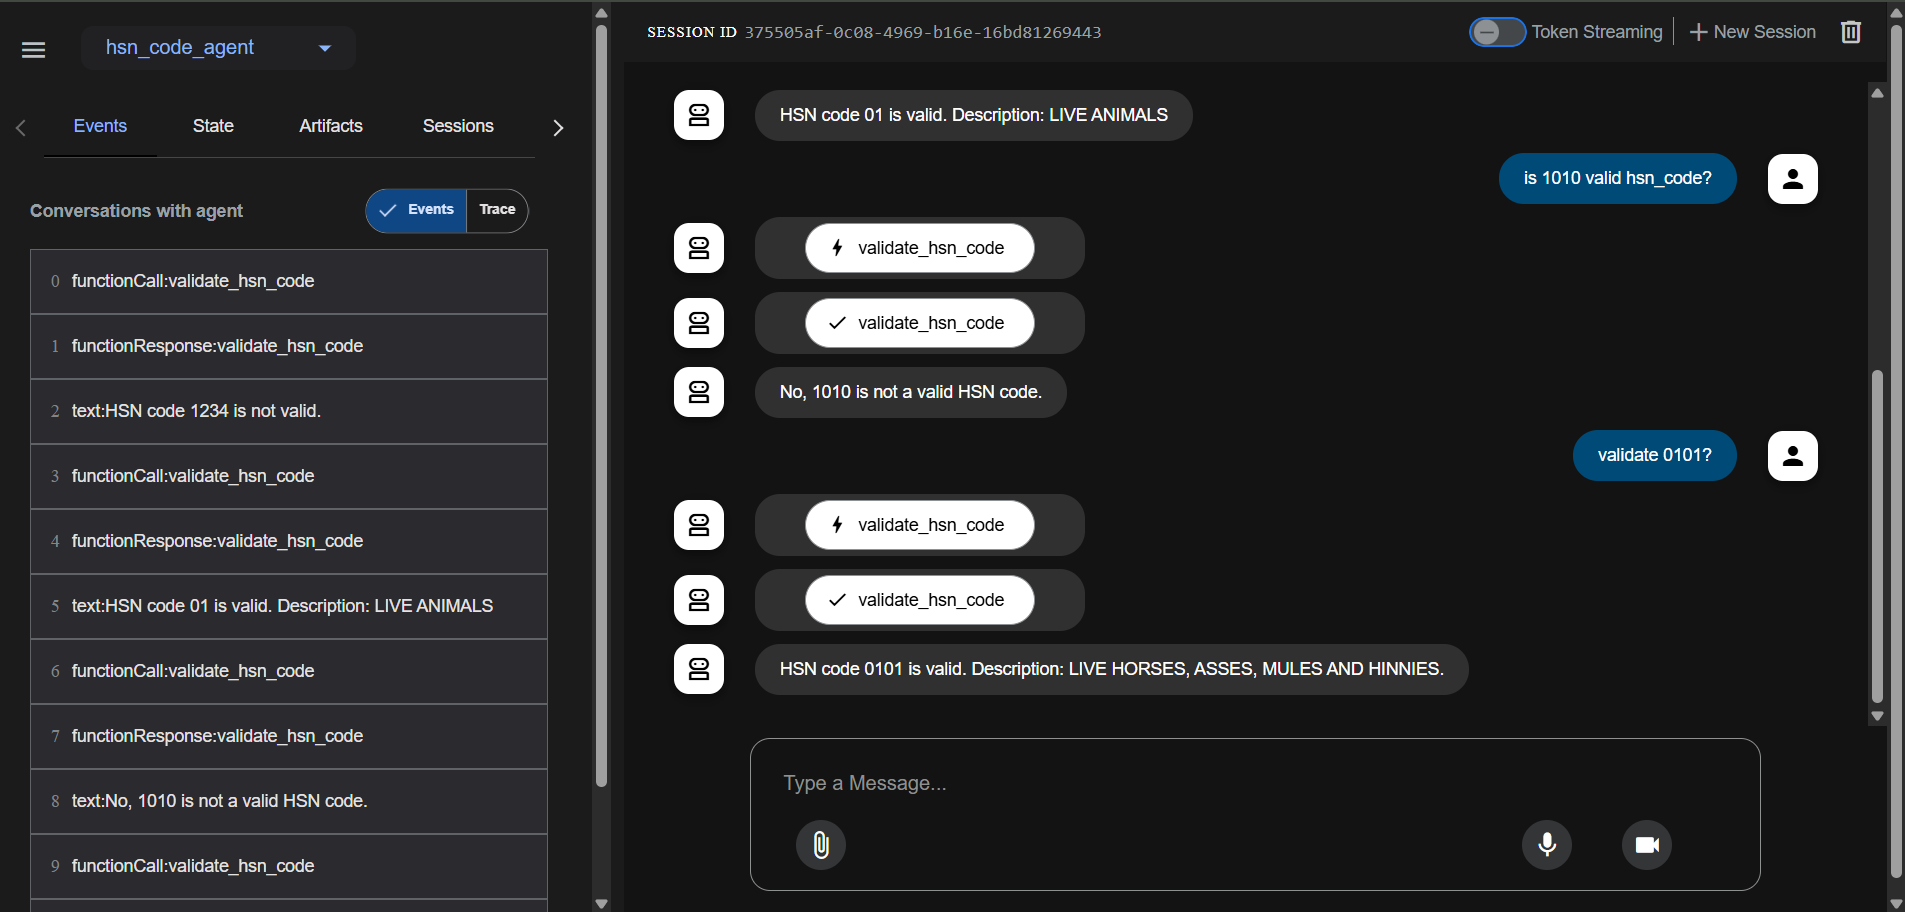 hsn_code_agent
Events
State
Artifacts
Sessions
Conversations with agent
Events
Trace
0 functionCall:validate_hsn_code
1 functionResponse:validate_hsn_code
2 text:HSN code 1234 is not valid.
3 functionCall:validate_hsn_code
4 functionResponse:validate_hsn_code
5 text:HSN code 01 is valid. Description: LIVE ANIMALS
6 functionCall:validate_hsn_code
7 functionResponse:validate_hsn_code
8 text:No, 1010 is not a valid HSN code.
9 functionCall:validate_hsn_code
SESSION ID 375505af-0c08-4969-b16e-16bd81269443
Token Streaming
New Session
HSN code 01 is valid. Description: LIVE ANIMALS
is 1010 valid hsn_code?
validate_hsn_code
validate_hsn_code
No, 1010 is not a valid HSN code.
validate 0101?
validate_hsn_code
validate_hsn_code
HSN code 0101 is valid. Description: LIVE HORSES, ASSES, MULES AND HINNIES.
Type a Message...